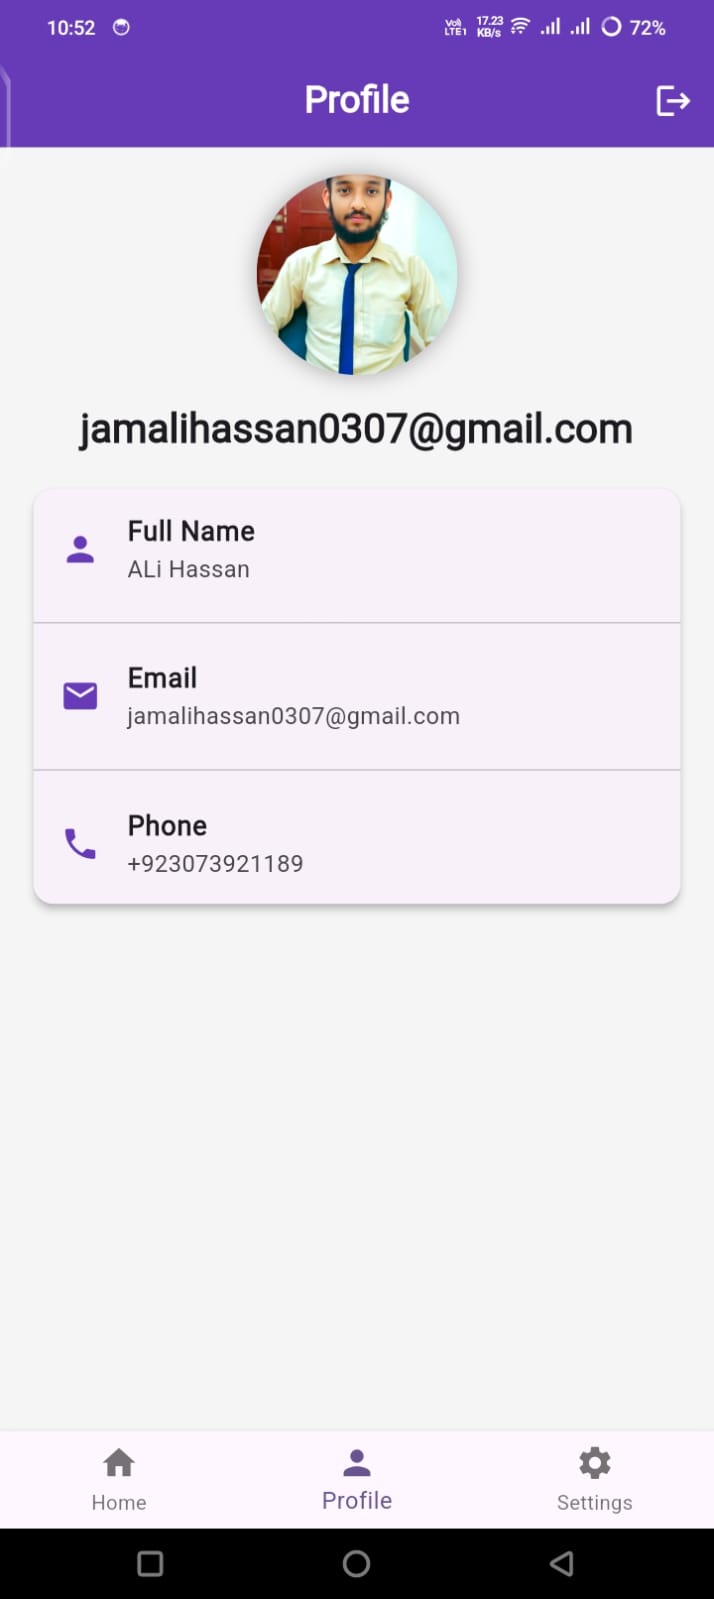 10:52
Vo) LTE1 17.23 KB/s 72%
Profile
jamalihassan0307@gmail.com
Full Name
ALi Hassan
Email
jamalihassan0307@gmail.com
Phone
+923073921189
Home Profile Settings